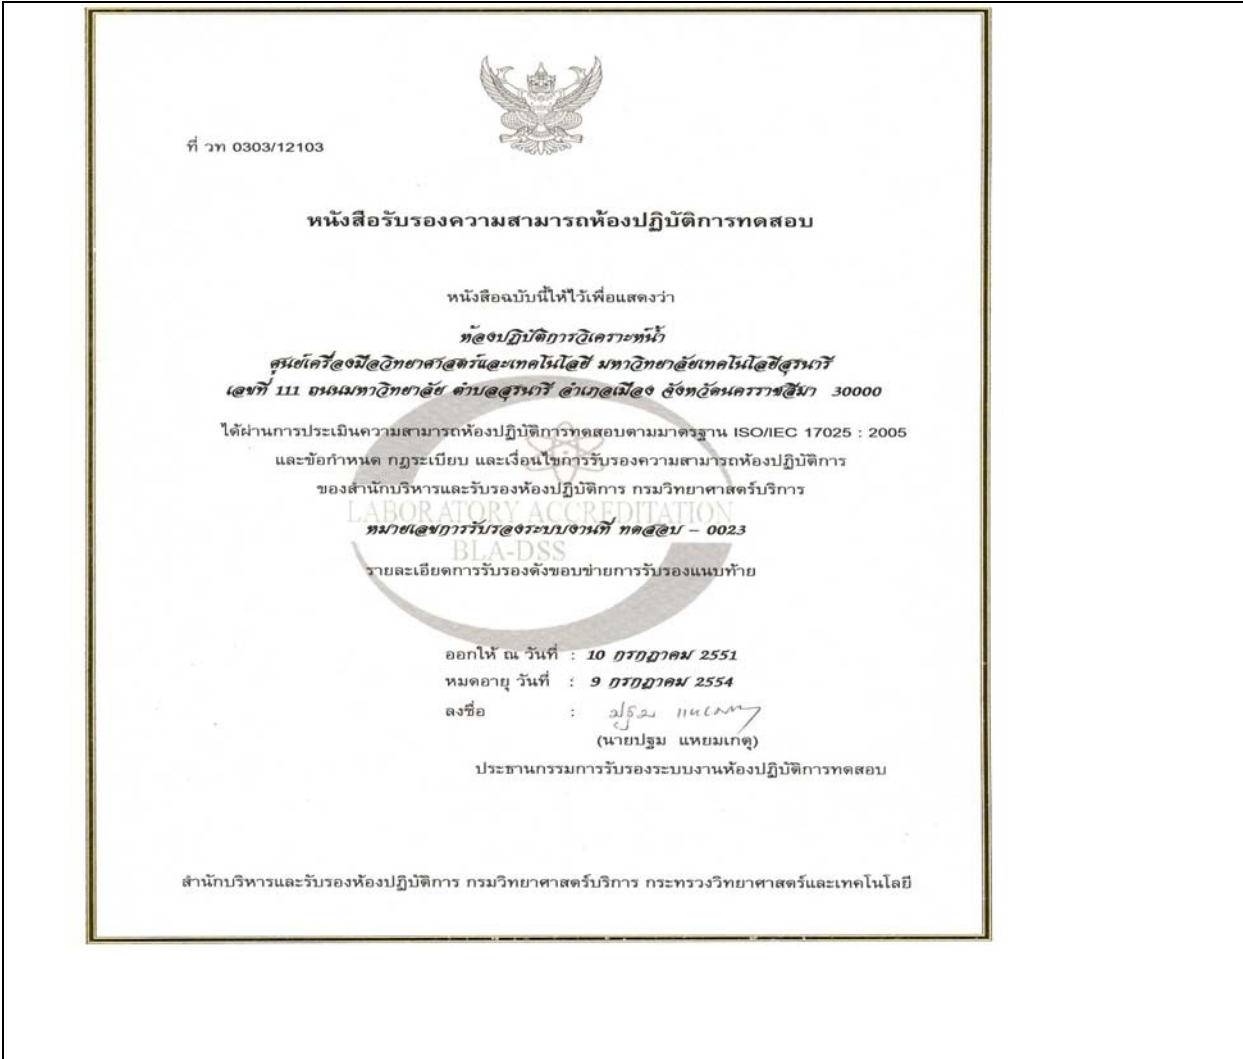 ที่ วท 0303/12103
หนังสือรับรองความสามารถห้องปฏิบัติการทดสอบ
หนังสือฉบับนี้ให้ไว้เพื่อแสดงว่า
ห้องปฏิบัติการวิเคราะห์น้ำ
ศูนย์เครื่องมือวิทยาศาสตร์และเทคโนโลยี มหาวิทยาลัยเทคโนโลยีสุรนารี
เลขที่ 111 ถนนมหาวิทยาลัย ตำบลสุรนารี อำเภอเมือง จังหวัดนครราชสีมา 30000
ได้ผ่านการประเมินความสามารถห้องปฏิบัติการทดสอบตามมาตรฐาน ISO/IEC 17025 : 2005
และข้อกำหนด กฎระเบียบ และเงื่อนไขการรับรองความสามารถห้องปฏิบัติการ
ของสำนักบริหารและรับรองห้องปฏิบัติการ กรมวิทยาศาสตร์บริการ
LABORATORY ACCREDITATION
หมายเลขการรับรองระบบงานที่ ทดสอบ – 0023
BLA-DSS
รายละเอียดการรับรองดังขอบข่ายการรับรองแนบท้าย
ออกให้ ณ วันที่ : 10 กรกฎาคม 2551
หมดอายุ วันที่ : 9 กรกฎาคม 2554
ลงชื่อ : ปฐม แหยมเกตุ
(นายปฐม แหยมเกตุ)
ประธานกรรมการรับรองระบบงานห้องปฏิบัติการทดสอบ
สำนักบริหารและรับรองห้องปฏิบัติการ กรมวิทยาศาสตร์บริการ กระทรวงวิทยาศาสตร์และเทคโนโลยี